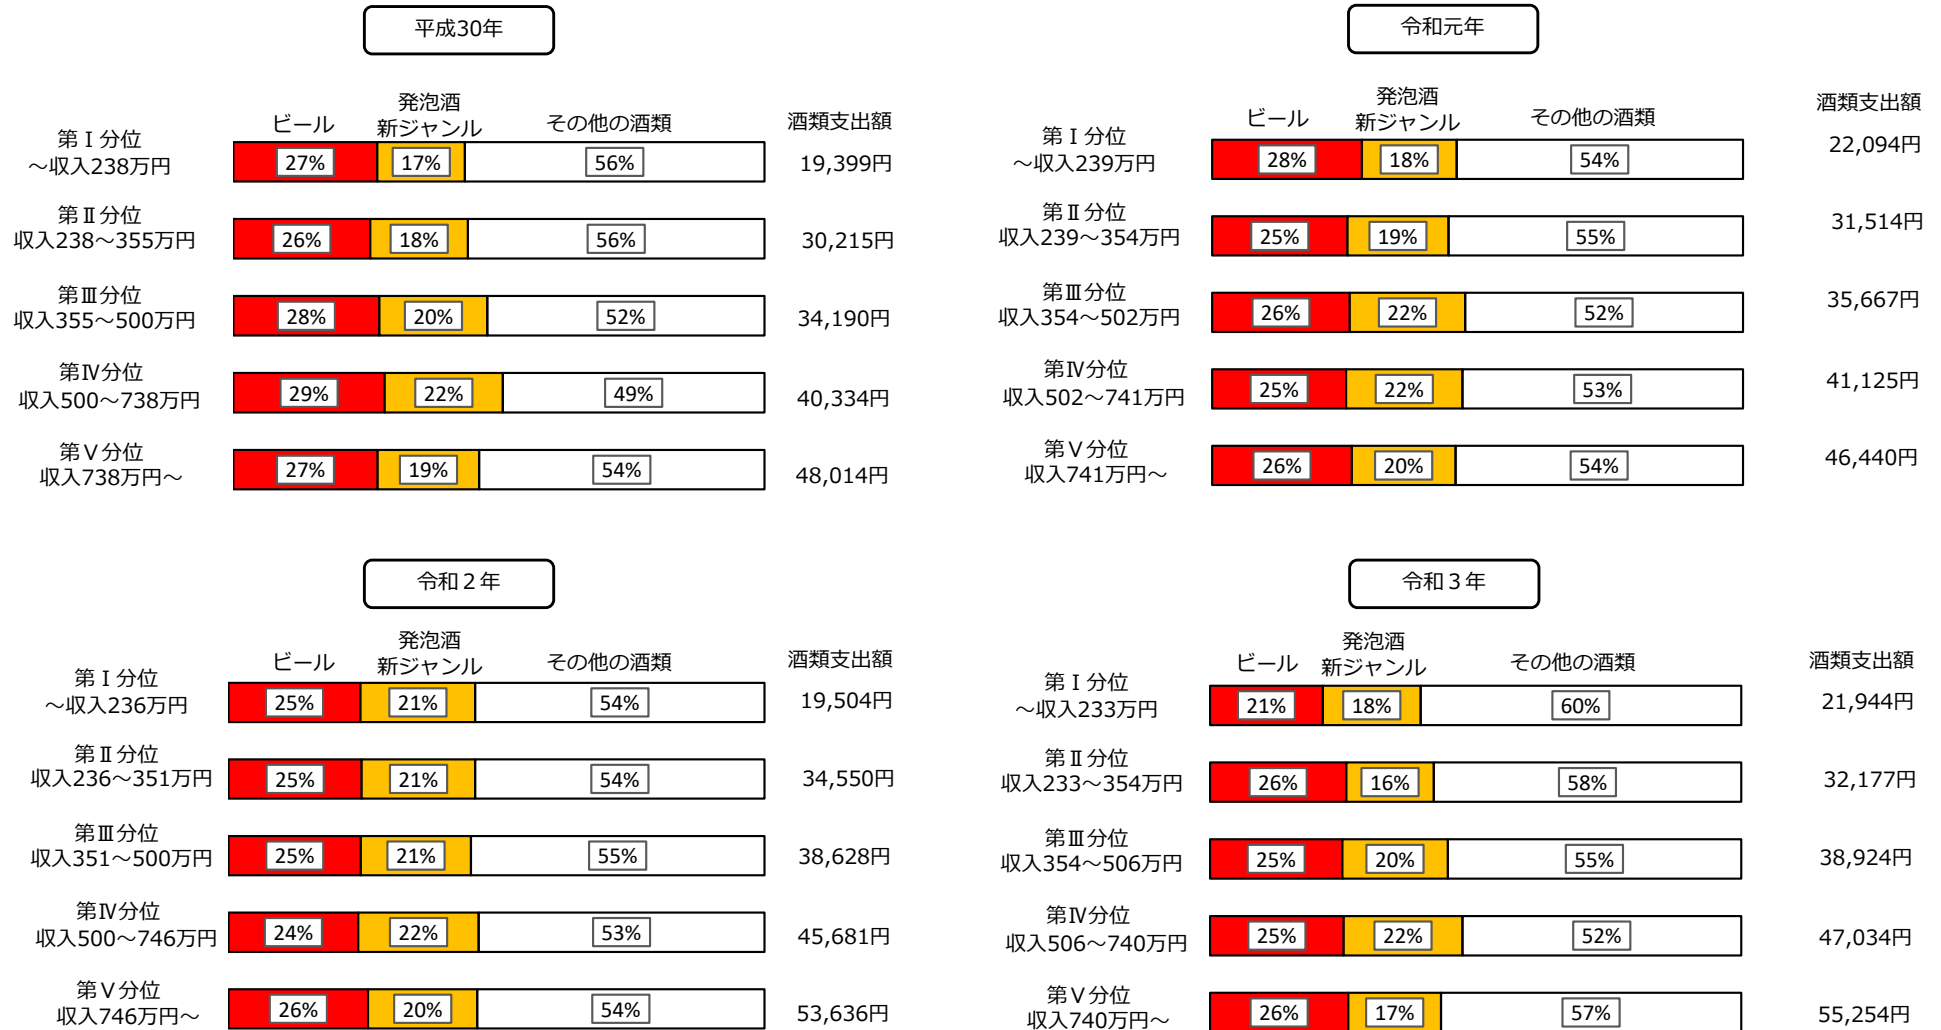 平成30年
ビール
発泡酒
新ジャンル
その他の酒類
酒類支出額
第Ⅰ分位
～収入238万円
27%
17%
56%
19,399円
第Ⅱ分位
収入238～355万円
26%
18%
56%
30,215円
第Ⅲ分位
収入355～500万円
28%
20%
52%
34,190円
第Ⅳ分位
収入500～738万円
29%
22%
49%
40,334円
第Ⅴ分位
収入738万円～
27%
19%
54%
48,014円
令和元年
ビール
発泡酒
新ジャンル
その他の酒類
酒類支出額
第Ⅰ分位
～収入239万円
28%
18%
54%
22,094円
第Ⅱ分位
収入239～354万円
25%
19%
55%
31,514円
第Ⅲ分位
収入354～502万円
26%
22%
52%
35,667円
第Ⅳ分位
収入502～741万円
25%
22%
53%
41,125円
第Ⅴ分位
収入741万円～
26%
20%
54%
46,440円
令和２年
ビール
発泡酒
新ジャンル
その他の酒類
酒類支出額
第Ⅰ分位
～収入236万円
25%
21%
54%
19,504円
第Ⅱ分位
収入236～351万円
25%
21%
54%
34,550円
第Ⅲ分位
収入351～500万円
25%
21%
55%
38,628円
第Ⅳ分位
収入500～746万円
24%
22%
53%
45,681円
第Ⅴ分位
収入746万円～
26%
20%
54%
53,636円
令和３年
ビール
発泡酒
新ジャンル
その他の酒類
酒類支出額
第Ⅰ分位
～収入233万円
21%
18%
60%
21,944円
第Ⅱ分位
収入233～354万円
26%
16%
58%
32,177円
第Ⅲ分位
収入354～506万円
25%
20%
55%
38,924円
第Ⅳ分位
収入506～740万円
25%
22%
52%
47,034円
第Ⅴ分位
収入740万円～
26%
17%
57%
55,254円